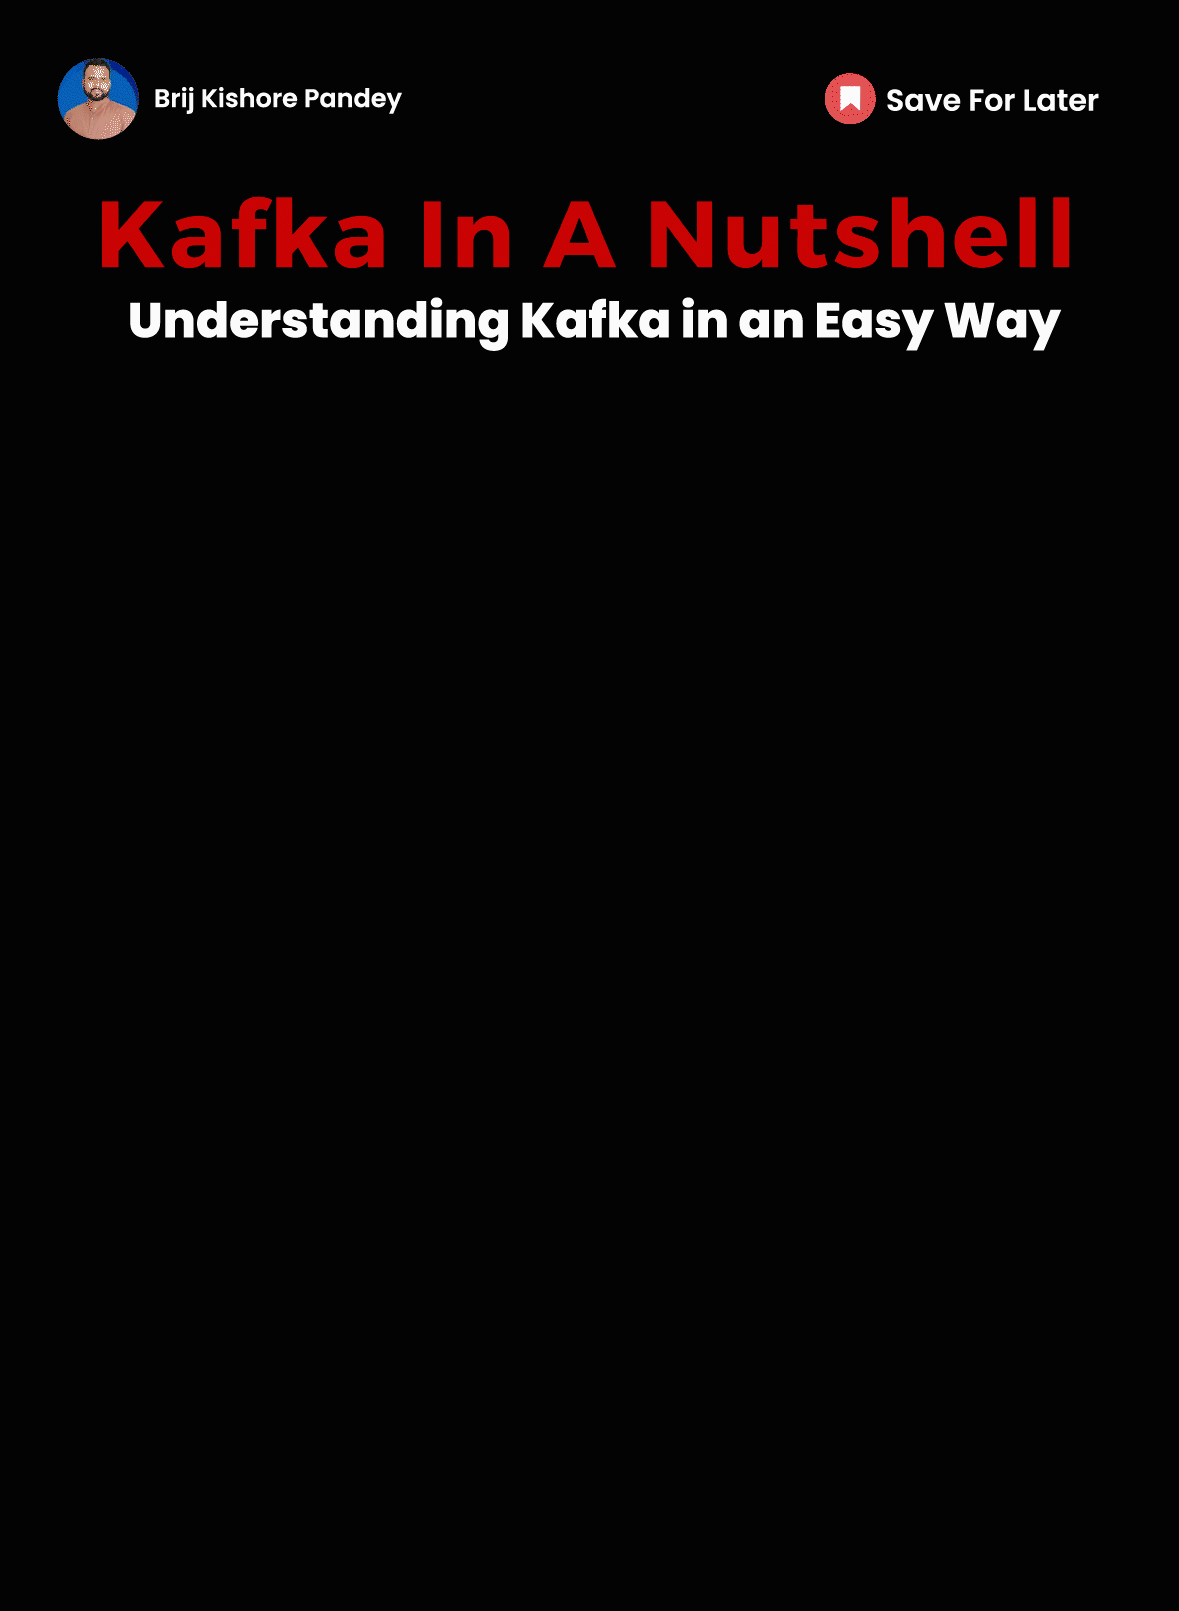 Brij Kishore Pandey
Save For Later
Kafka In A Nutshell
Understanding Kafka in an Easy Way